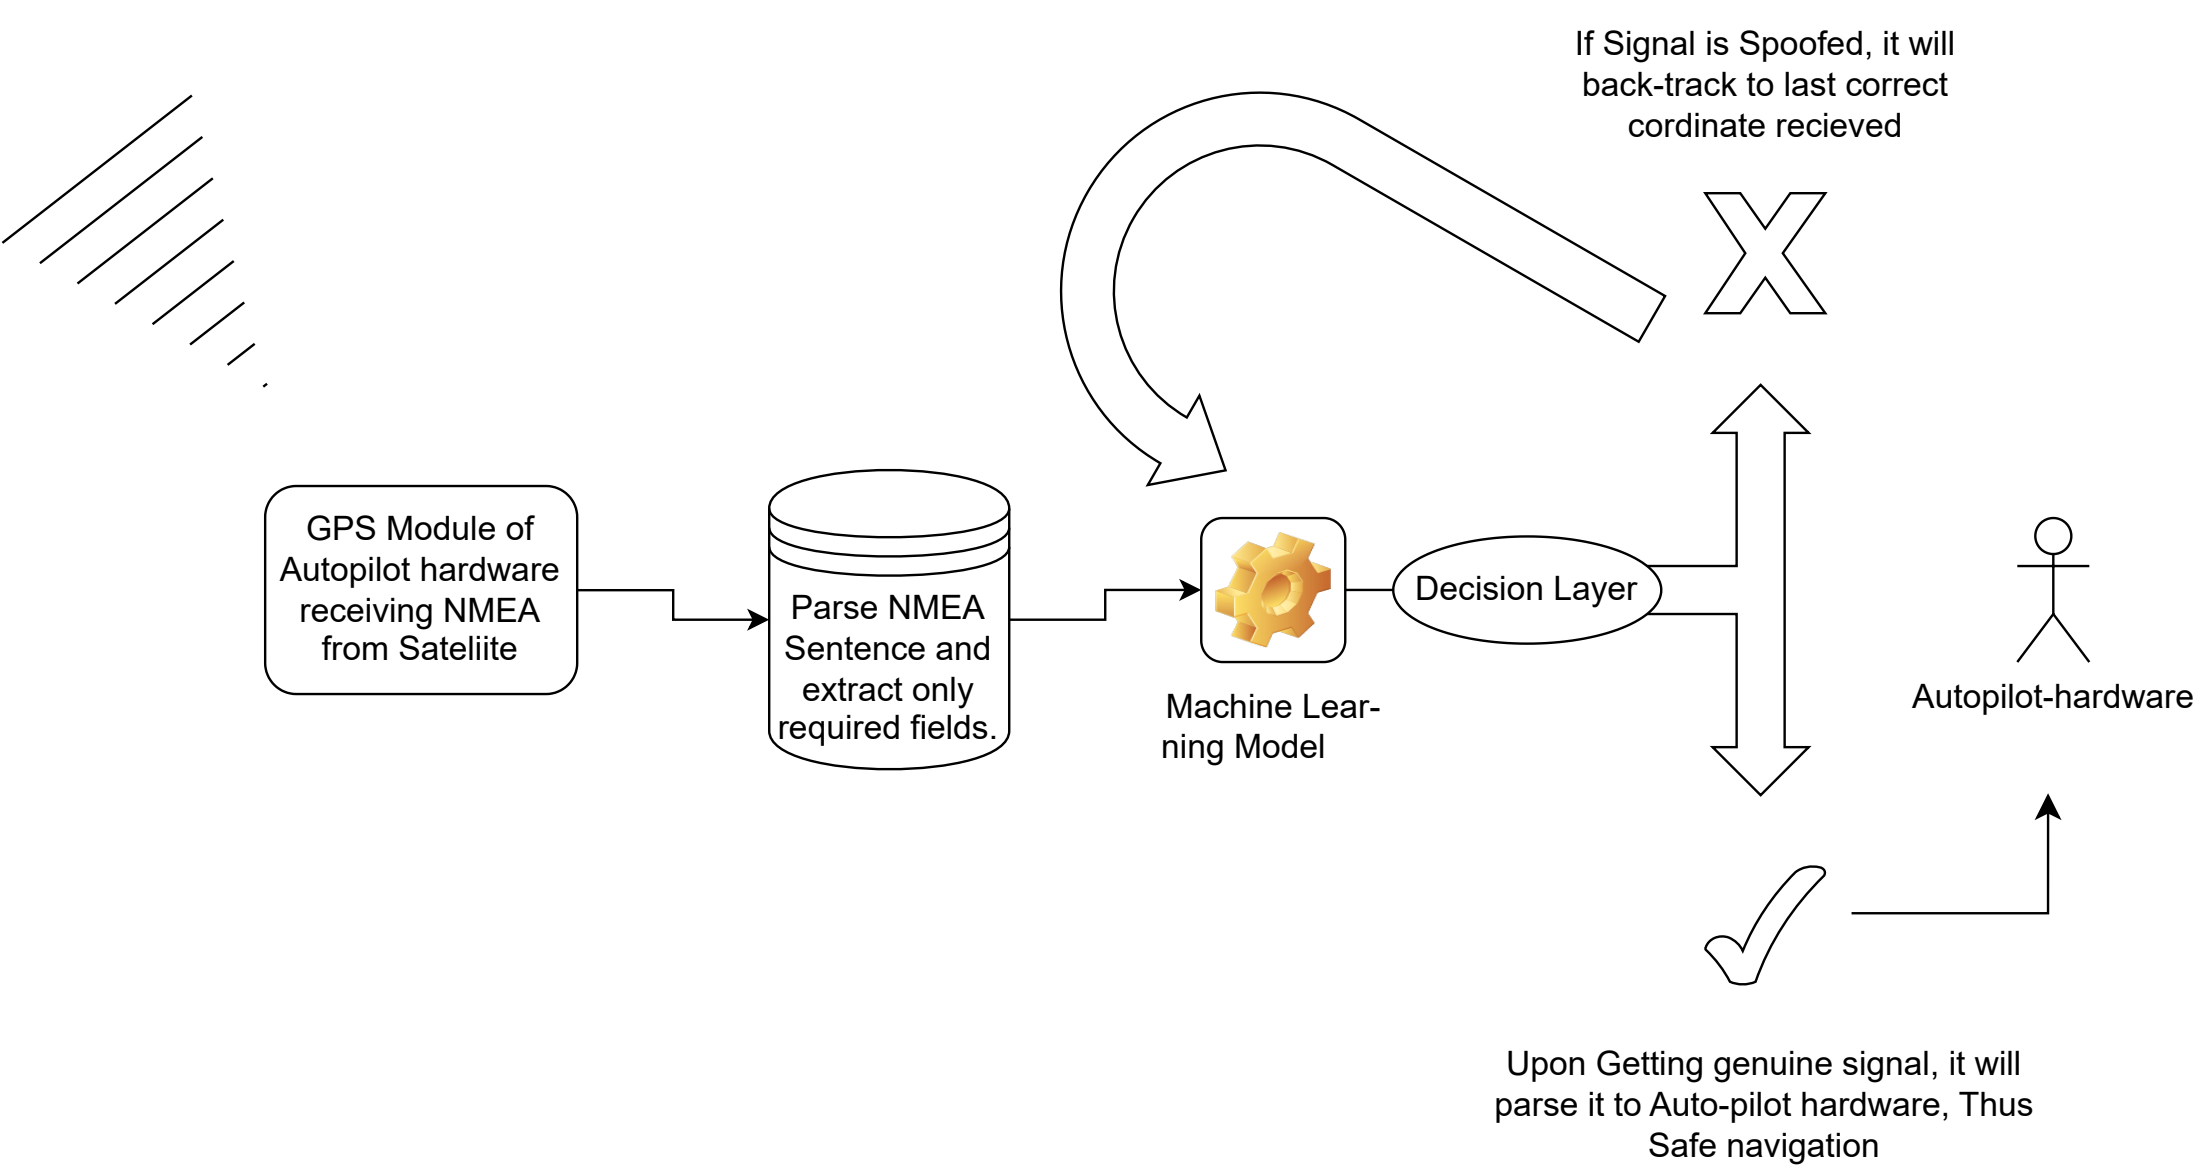 If Signal is Spoofed, it will
back-track to last correct
cordinate recieved
GPS Module of
Autopilot hardware
receiving NMEA
from Sateliite
Parse NMEA
Sentence and
extract only
required fields.
Machine Lear-
ning Model
Decision Layer
Autopilot-hardware
Upon Getting genuine signal, it will
parse it to Auto-pilot hardware, Thus
Safe navigation